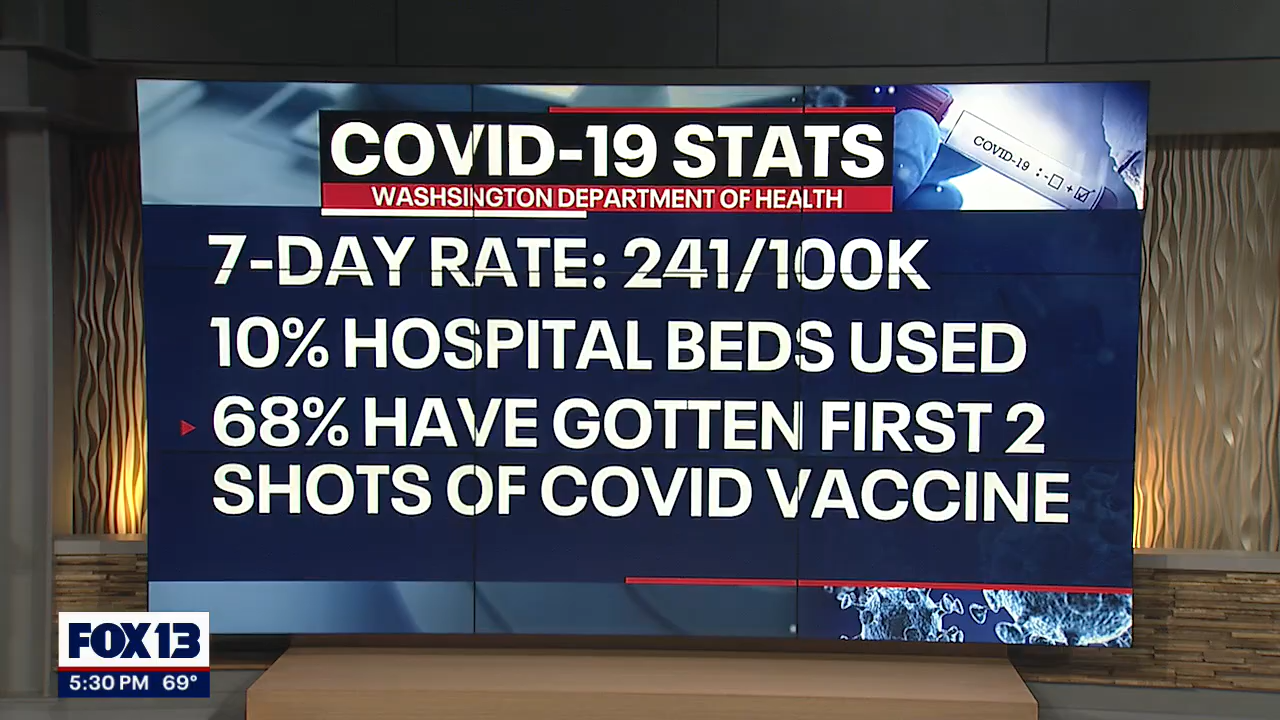 COVID-19 STATS
WASHSINGTON DEPARTMENT OF HEALTH
COVID-19 : -☐ +☑
7-DAY RATE: 241/100K
10% HOSPITAL BEDS USED
68% HAVE GOTTEN FIRST 2
SHOTS OF COVID VACCINE
FOX 13
5:30 PM 69°